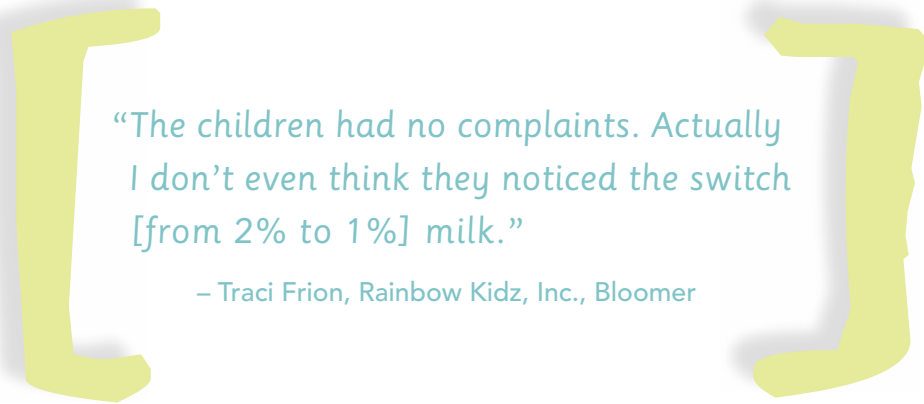 “The children had no complaints. Actually
I don’t even think they noticed the switch
[from 2% to 1%] milk.”
– Traci Frion, Rainbow Kidz, Inc., Bloomer